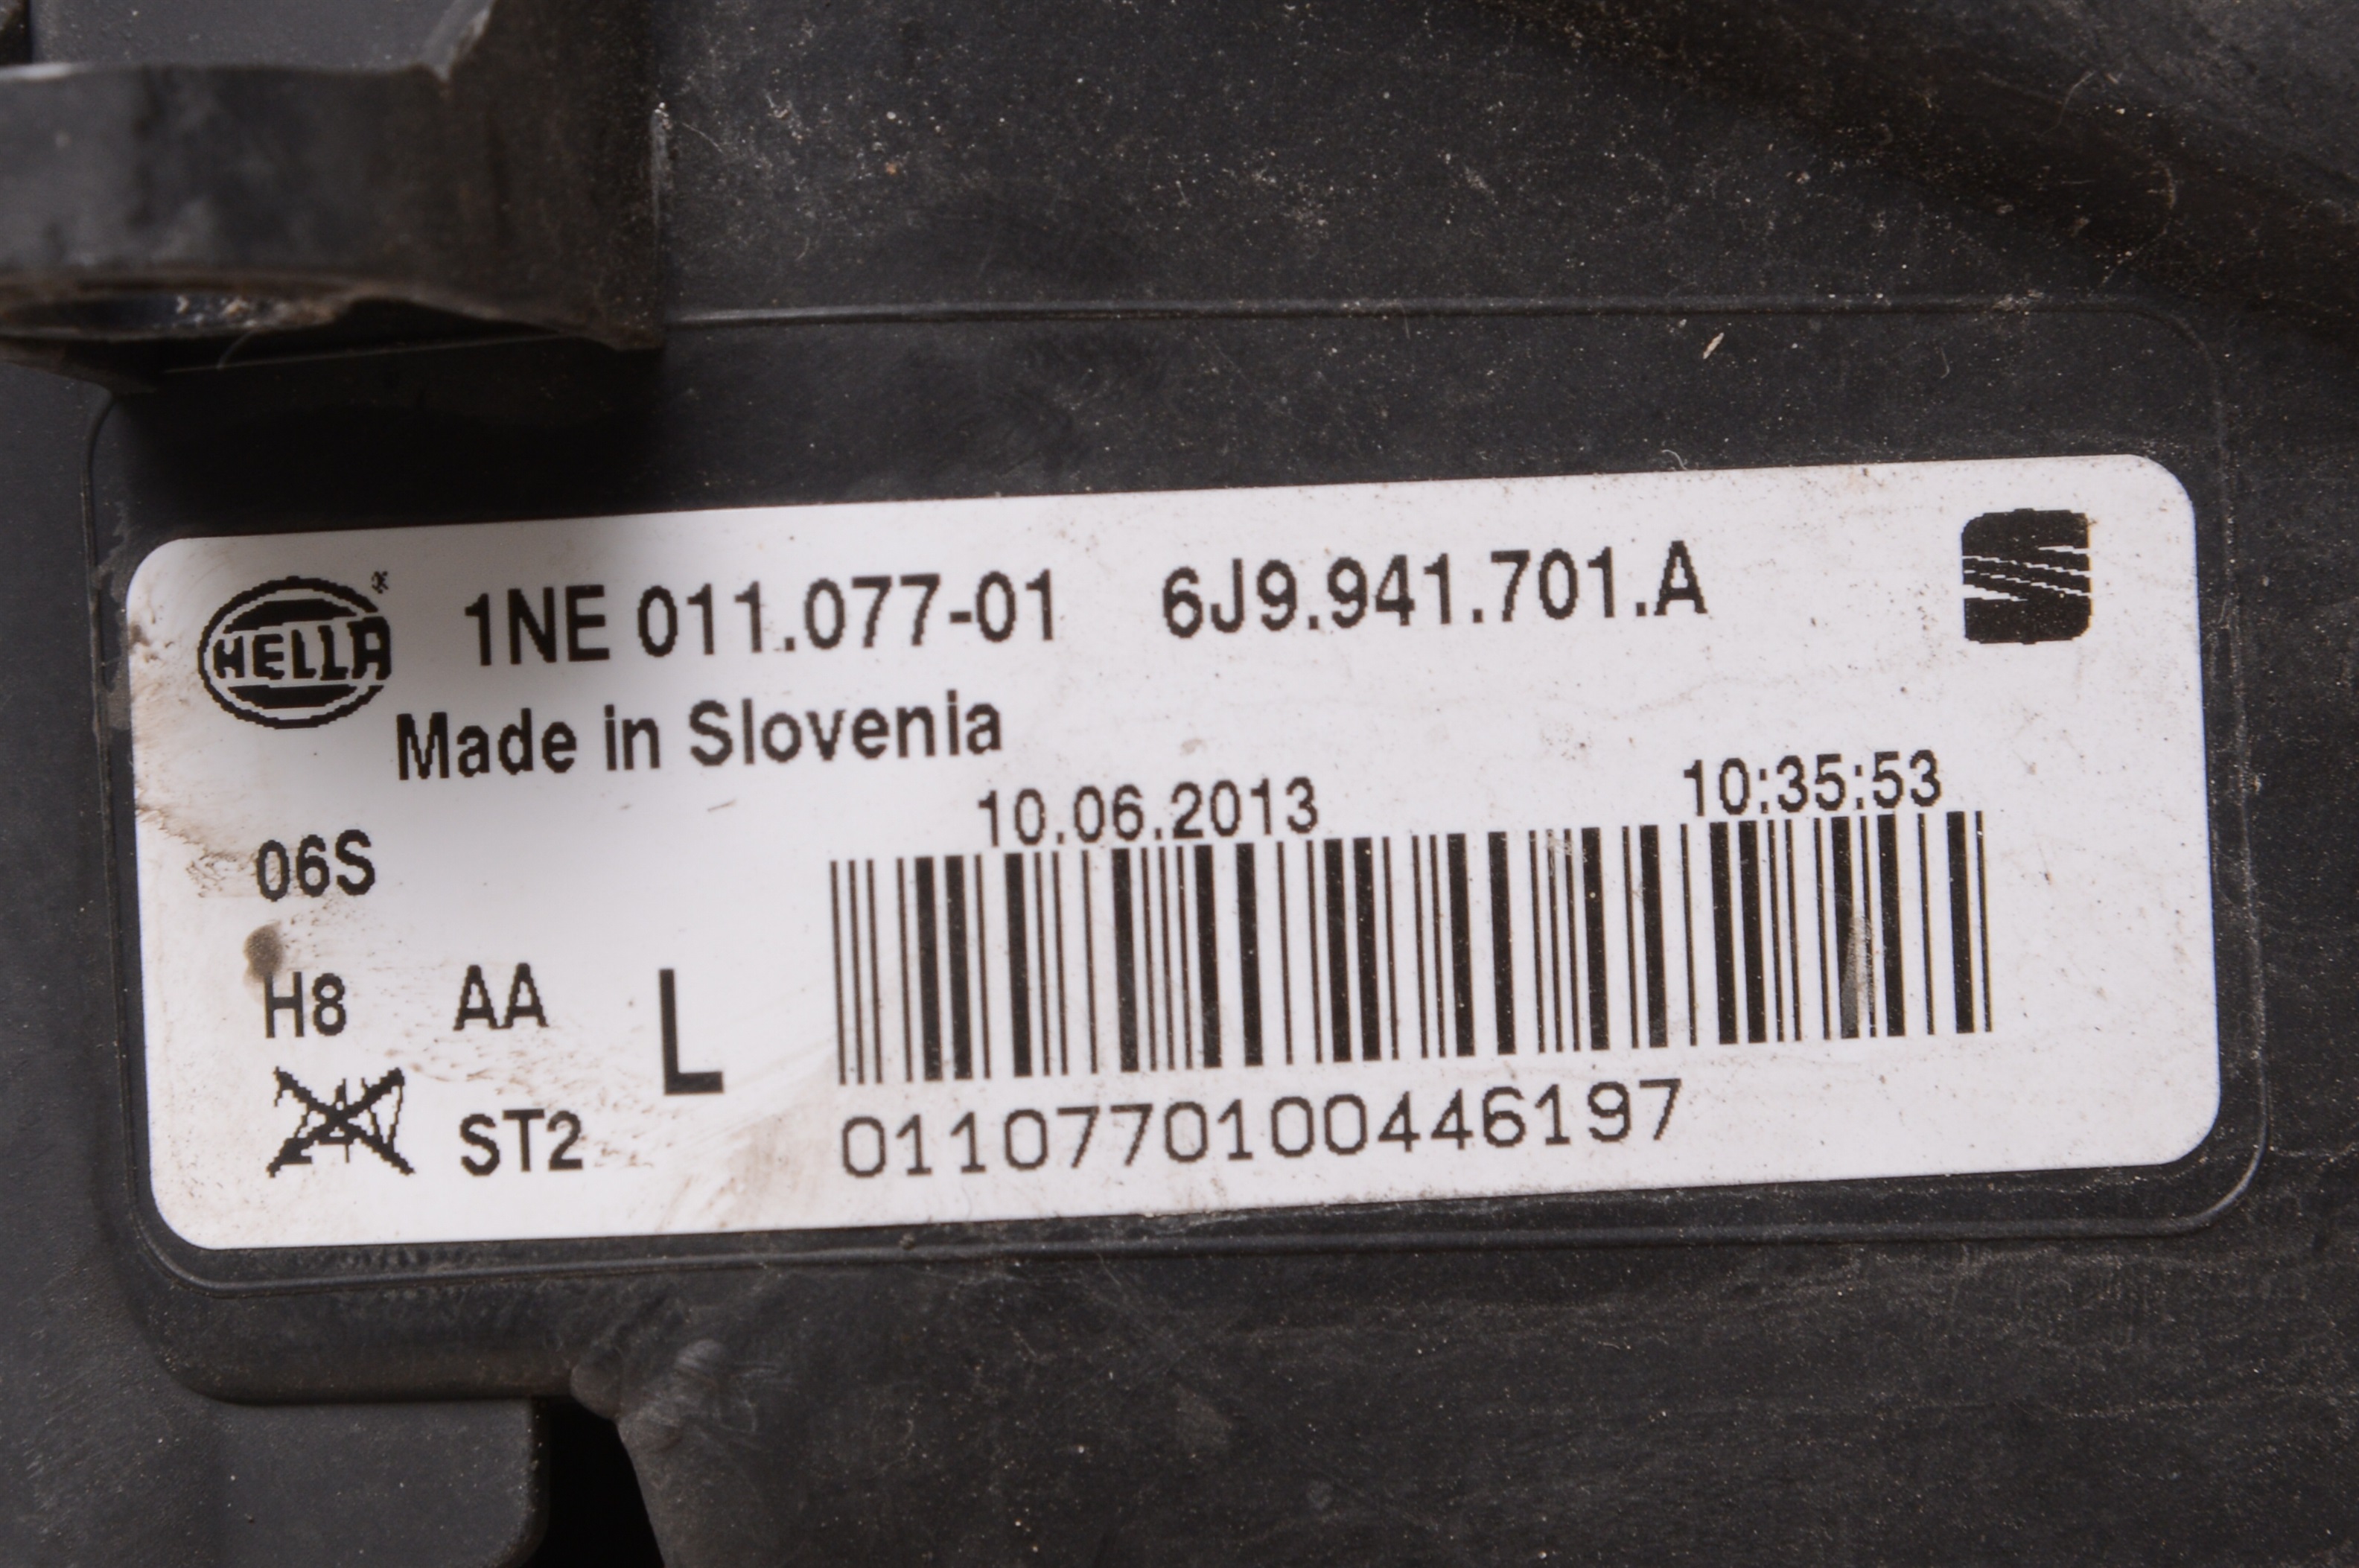 HELLA 1NE 011.077-01 6J9.941.701.A
Made in Slovenia
10.06.2013 10:35:53
06S
H8 AA L
ST2
0110770100446197